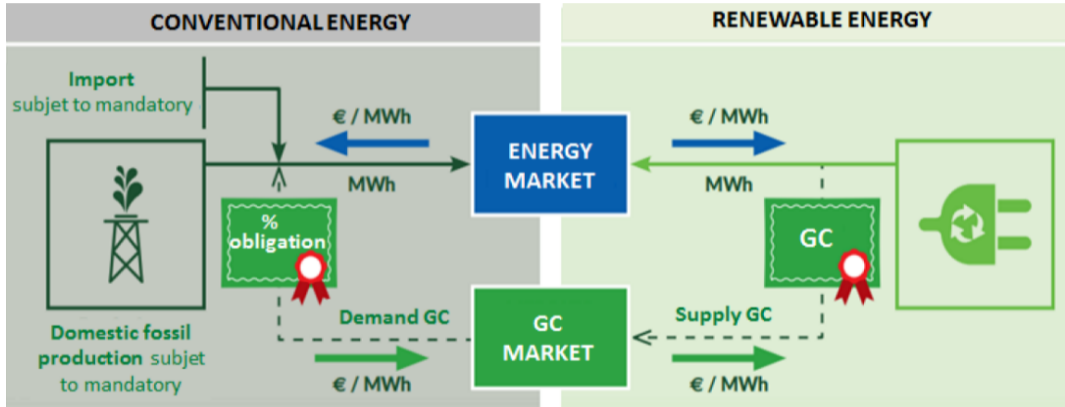 CONVENTIONAL ENERGY
RENEWABLE ENERGY
Import
subjet to mandatory
€ / MWh
MWh
ENERGY
MARKET
€ / MWh
MWh
%
obligation
GC
Domestic fossil
production subjet
to mandatory
Demand GC
€ / MWh
GC
MARKET
Supply GC
€ / MWh